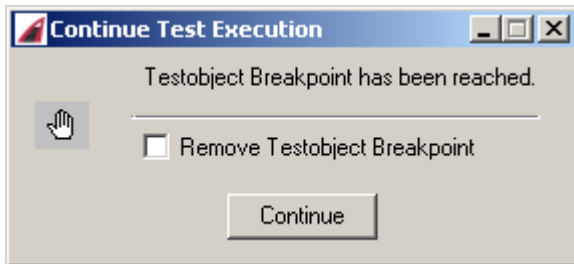 Continue Test Execution
Testobject Breakpoint has been reached.
Remove Testobject Breakpoint
Continue